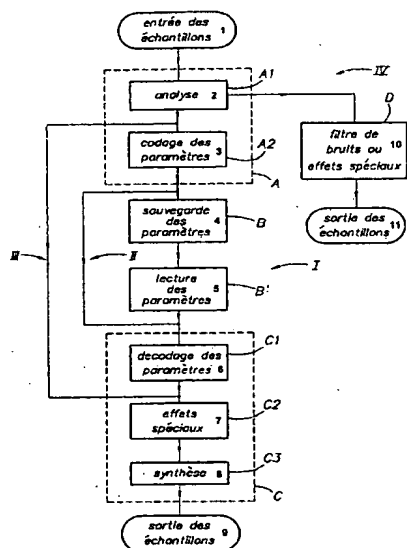 entrée des
échantillons 1
A1
IV
analyse 2
D
filtre de
bruits ou 10
effets spéciaux
codage des
paramètres 3
A2
A
sortie des
échantillons 11
sauvegarde
des 4
paramètres
B
III
II
I
lecture
des 5
paramètres
B'
C1
décodage des
paramètres 6
effets
spéciaux 7
C2
synthèse 8
C3
C
sortie des
échantillons 9